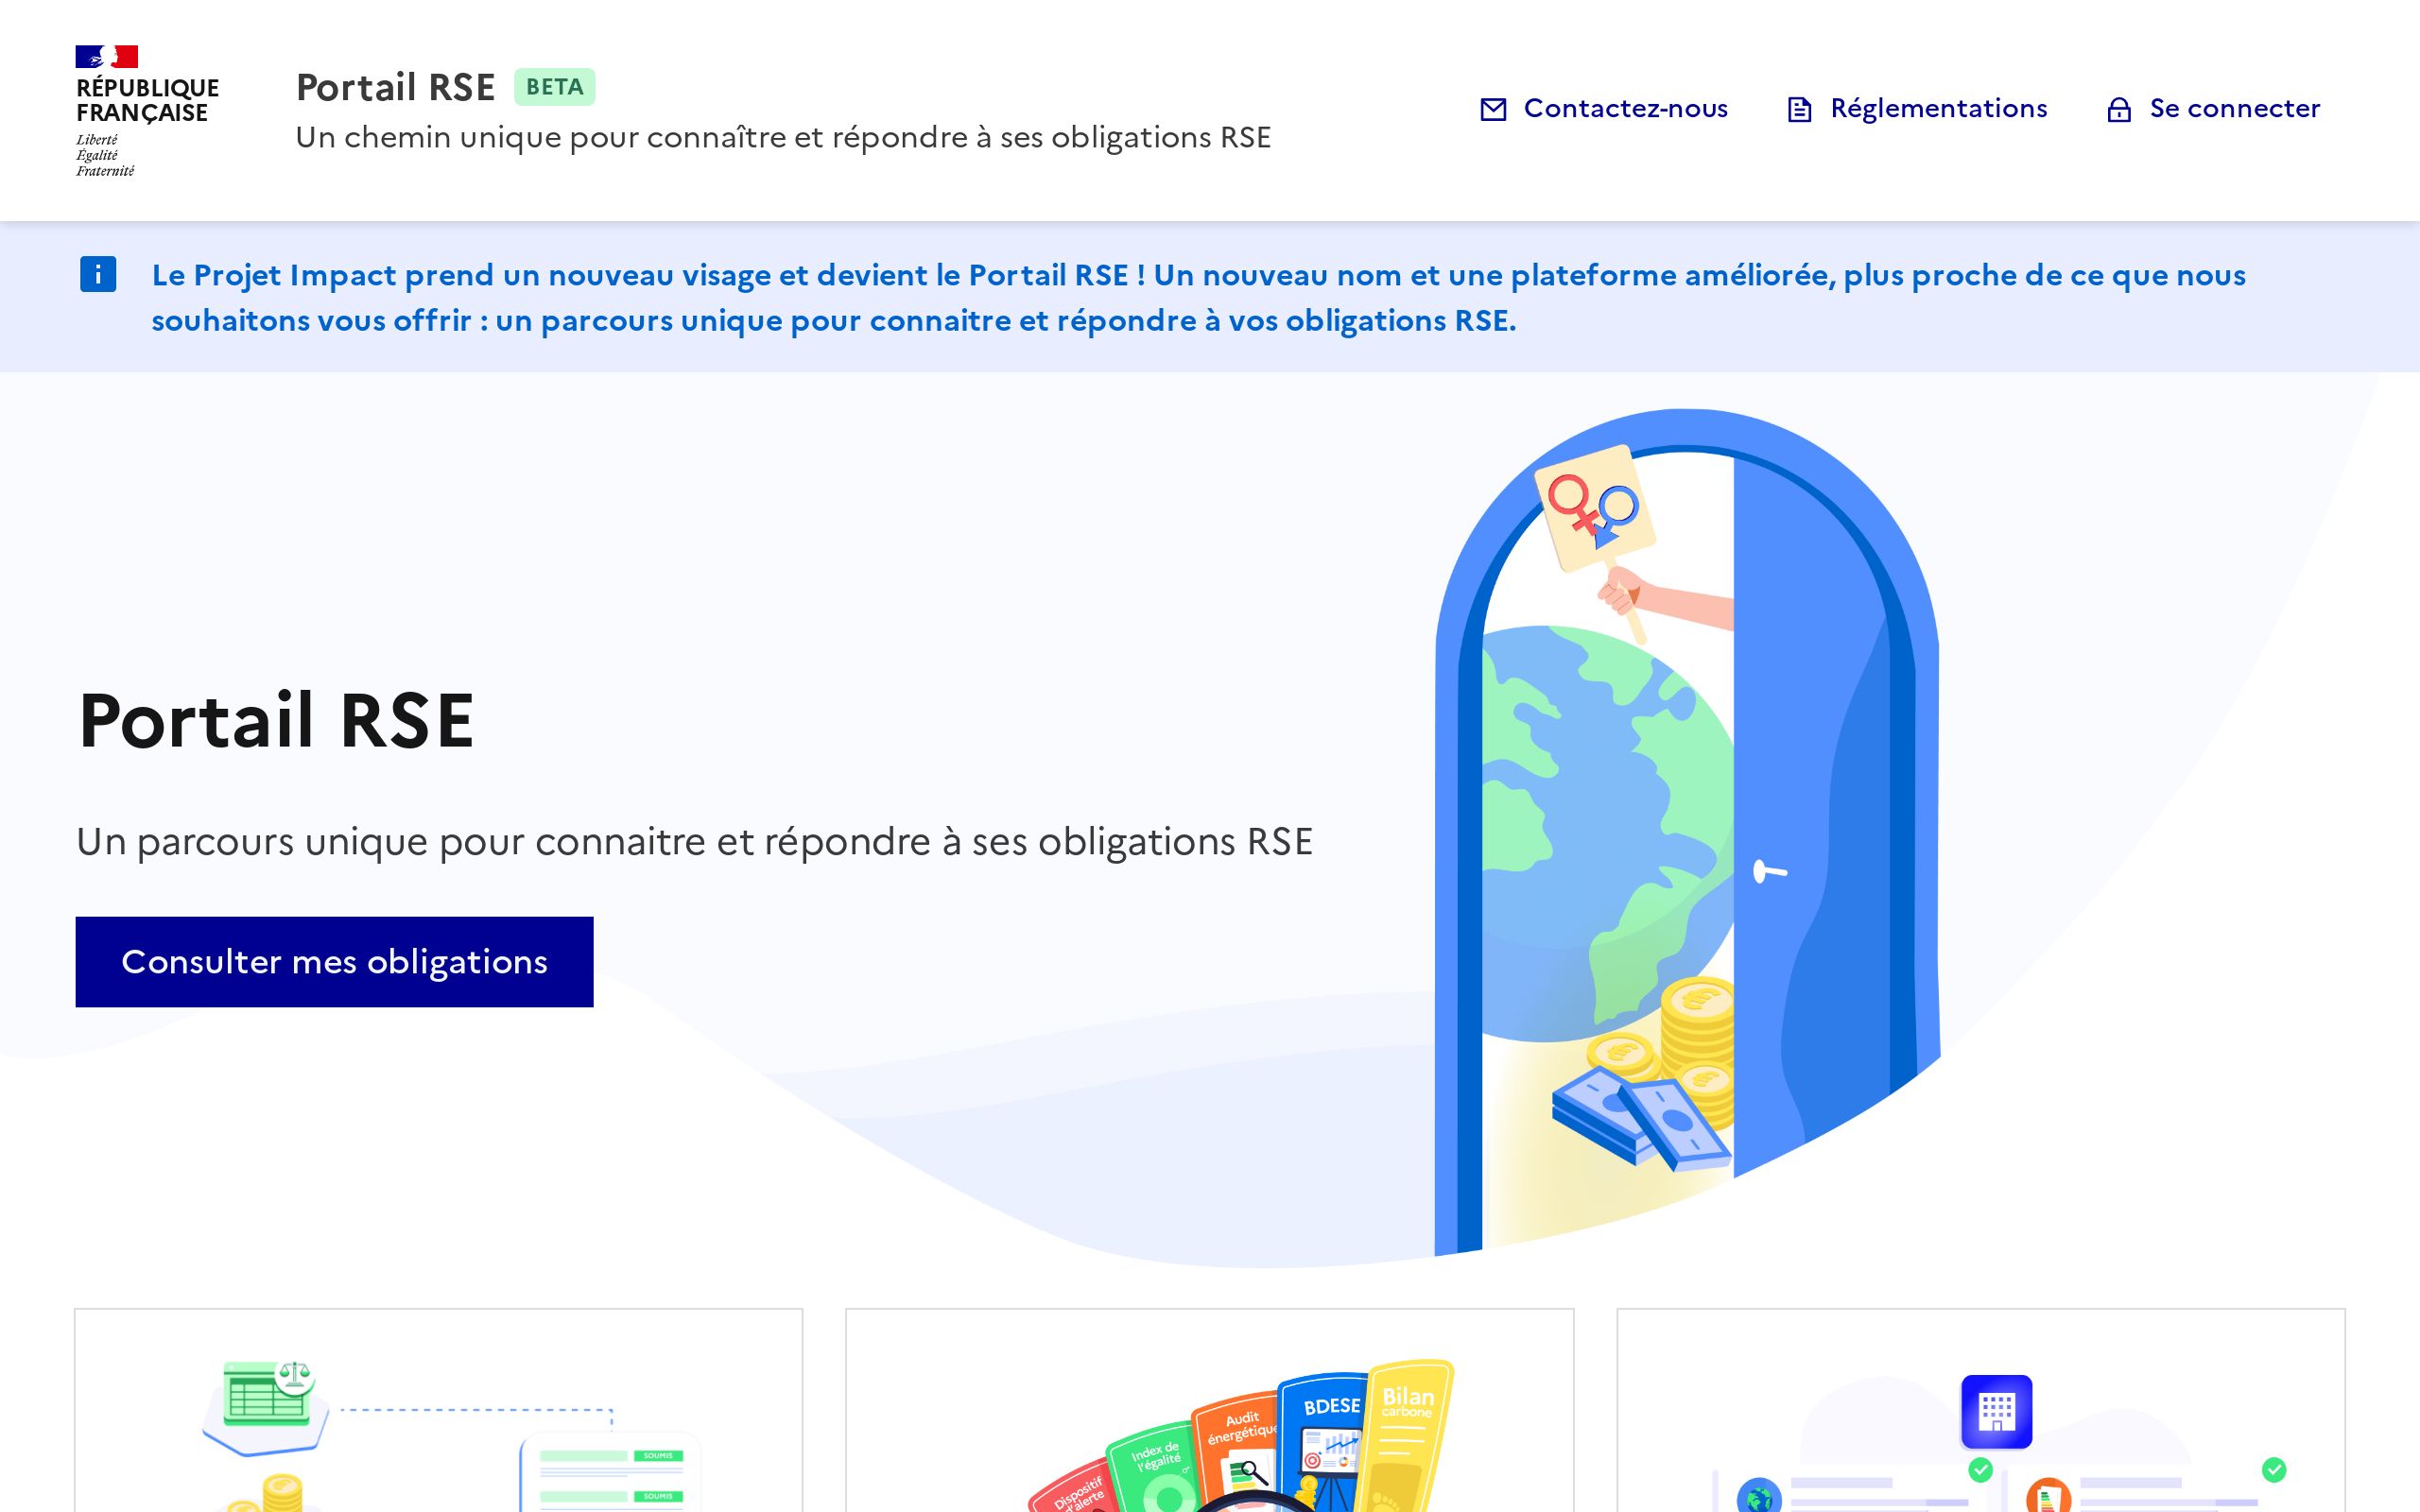 RÉPUBLIQUE
FRANÇAISE
Liberté
Égalité
Fraternité
Portail RSE BETA
Un chemin unique pour connaître et répondre à ses obligations RSE
Contactez-nous
Réglementations
Se connecter
Le Projet Impact prend un nouveau visage et devient le Portail RSE ! Un nouveau nom et une plateforme améliorée, plus proche de ce que nous
souhaitons vous offrir : un parcours unique pour connaitre et répondre à vos obligations RSE.
Portail RSE
Un parcours unique pour connaitre et répondre à ses obligations RSE
Consulter mes obligations
SOUMIS
SOUMIS
Dispositif
d'alerte
Index de
l'égalité
Audit
énergétique
BDESE
Bilan
carbone